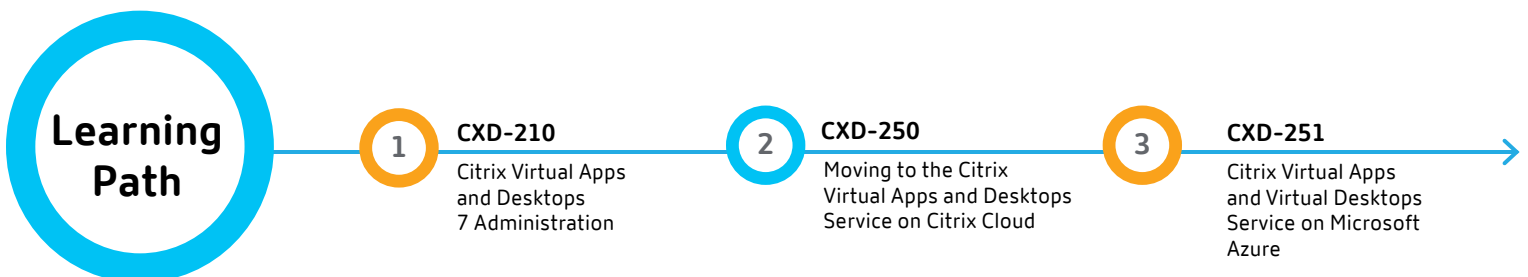 Learning
Path
1
CXD-210
Citrix Virtual Apps
and Desktops
7 Administration
2
CXD-250
Moving to the Citrix
Virtual Apps and Desktops
Service on Citrix Cloud
3
CXD-251
Citrix Virtual Apps
and Virtual Desktops
Service on Microsoft
Azure